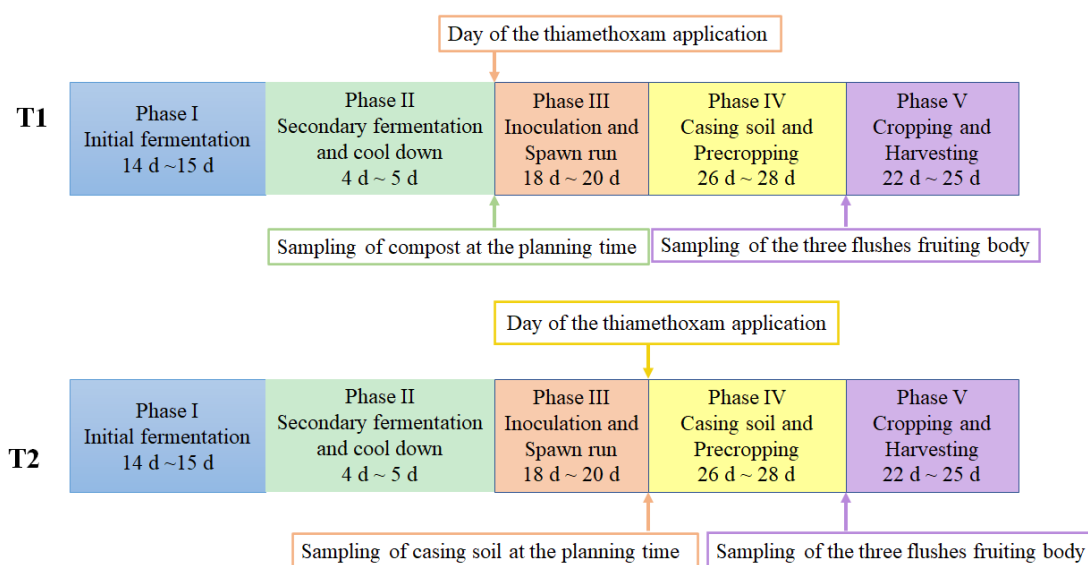 Day of the thiamethoxam application
T1
Phase I
Initial fermentation
14 d ~15 d
Phase II
Secondary fermentation
and cool down
4 d ~ 5 d
Phase III
Inoculation and
Spawn run
18 d ~ 20 d
Phase IV
Casing soil and
Precropping
26 d ~ 28 d
Phase V
Cropping and
Harvesting
22 d ~ 25 d
Sampling of compost at the planning time
Sampling of the three flushes fruiting body
Day of the thiamethoxam application
T2
Phase I
Initial fermentation
14 d ~15 d
Phase II
Secondary fermentation
and cool down
4 d ~ 5 d
Phase III
Inoculation and
Spawn run
18 d ~ 20 d
Phase IV
Casing soil and
Precropping
26 d ~ 28 d
Phase V
Cropping and
Harvesting
22 d ~ 25 d
Sampling of casing soil at the planning time
Sampling of the three flushes fruiting body